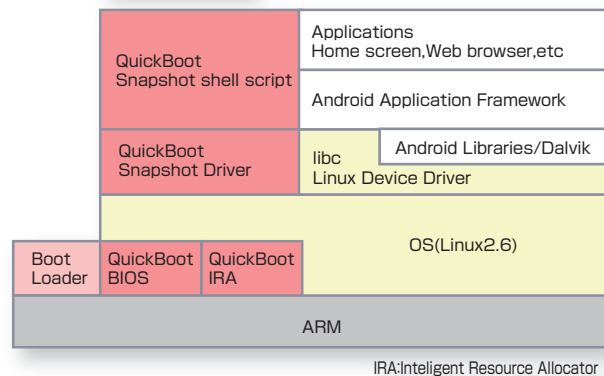 QuickBoot
Snapshot shell script
Applications
Home screen,Web browser,etc
Android Application Framework
QuickBoot
Snapshot Driver
libc
Linux Device Driver
Android Libraries/Dalvik
OS(Linux2.6)
Boot
Loader
QuickBoot
BIOS
QuickBoot
IRA
ARM
IRA:Inteligent Resource Allocator